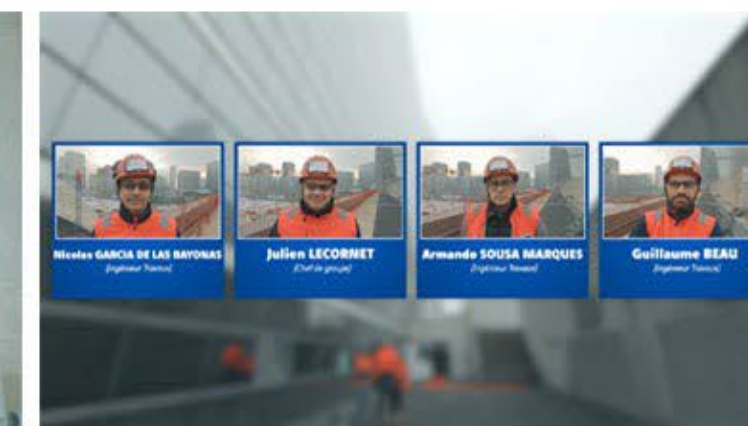 Nicolas GARCIA DE LAS BAYONAS
(Ingénieur Travaux)
Julien LECORNET
(Chef de groupe)
Armando SOUSA MARQUES
(Ingénieur Travaux)
Guillaume BEAU
(Ingénieur Travaux)